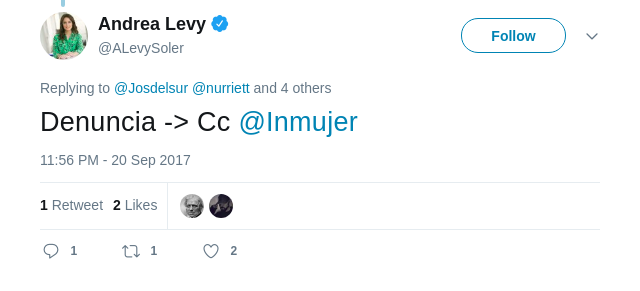 Andrea Levy
@ALevySoler
Follow
Replying to @Josdelsur @nurriett and 4 others
Denuncia -> Cc @Inmujer
11:56 PM - 20 Sep 2017
1 Retweet 2 Likes
1 1 2